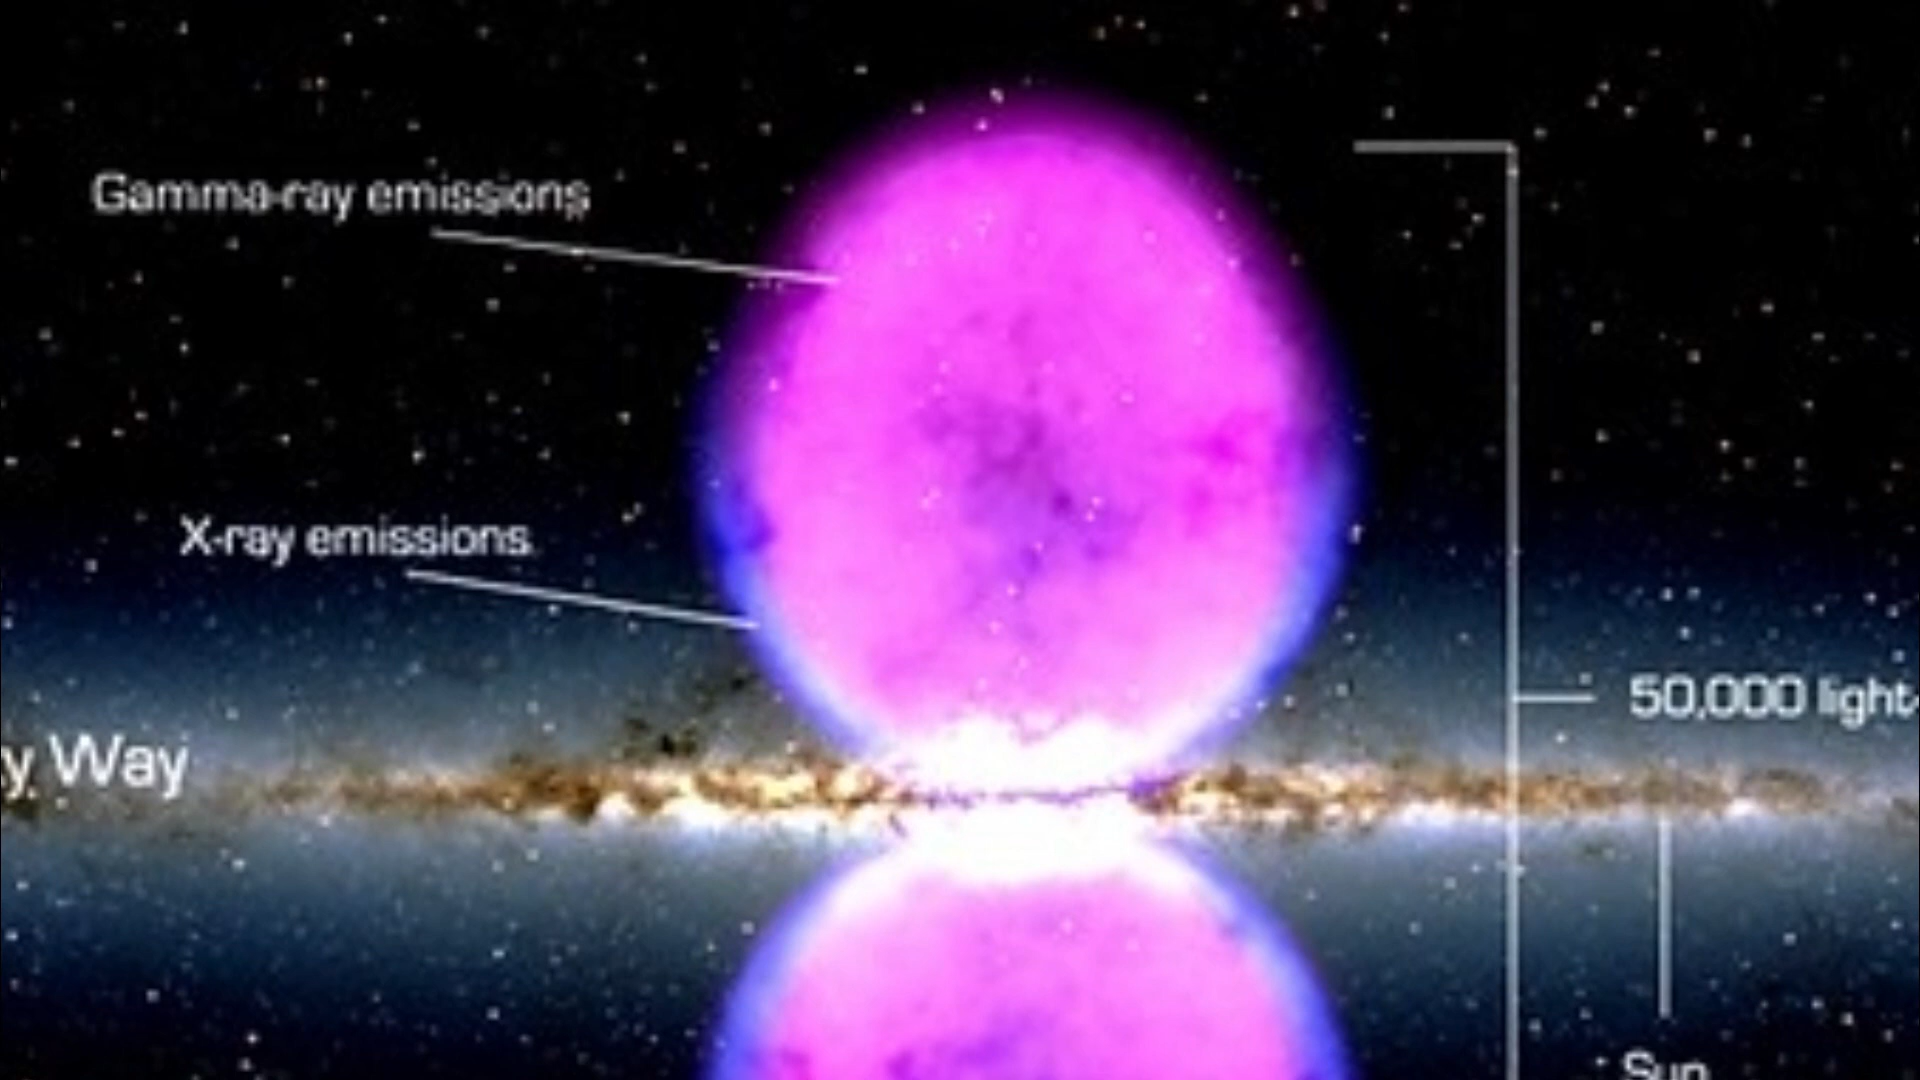 Gamma-ray emissions
X-ray emissions
50,000 light-
y Way
Sun